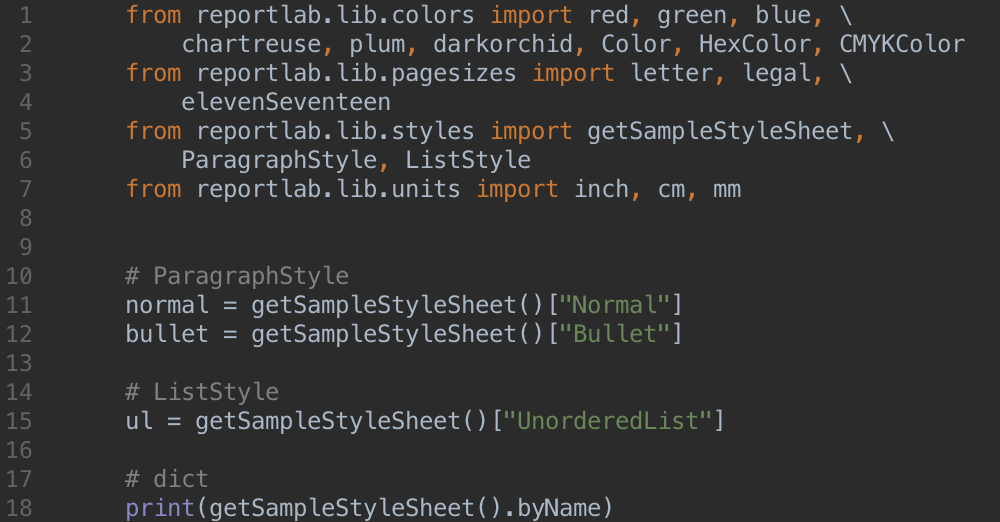 1 from reportlab.lib.colors import red, green, blue, \
2 chartreuse, plum, darkorchid, Color, HexColor, CMYKColor
3 from reportlab.lib.pagesizes import letter, legal, \
4 elevenSeventeen
5 from reportlab.lib.styles import getSampleStyleSheet, \
6 ParagraphStyle, ListStyle
7 from reportlab.lib.units import inch, cm, mm
8
9
10 # ParagraphStyle
11 normal = getSampleStyleSheet()["Normal"]
12 bullet = getSampleStyleSheet()["Bullet"]
13
14 # ListStyle
15 ul = getSampleStyleSheet()["UnorderedList"]
16
17 # dict
18 print(getSampleStyleSheet().byName)